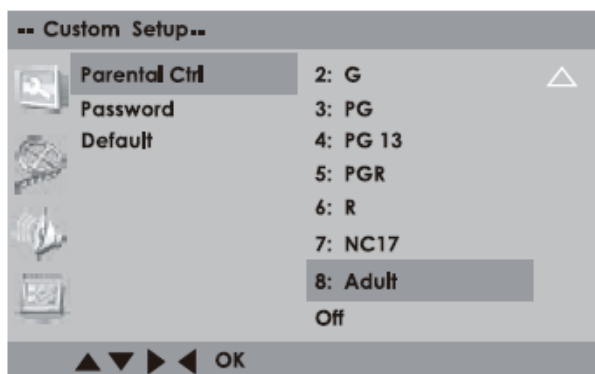 -- Custom Setup--
Parental Ctrl
Password
Default
2: G
3: PG
4: PG 13
5: PGR
6: R
7: NC17
8: Adult
Off
OK